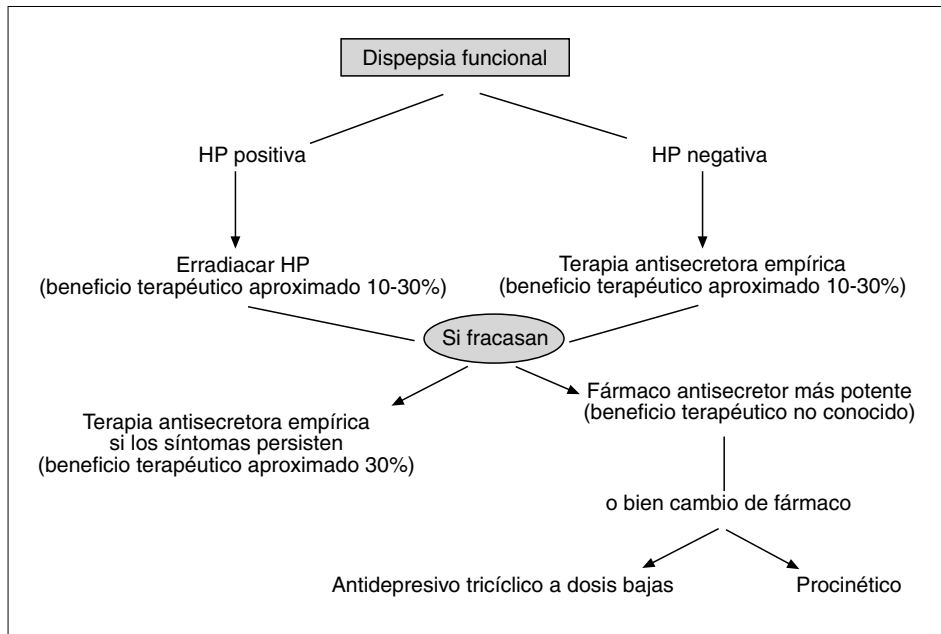 Dispepsia funcional
HP positiva
HP negativa
Erradiacar HP
(beneficio terapéutico aproximado 10-30%)
Terapia antisecretora empírica
(beneficio terapéutico aproximado 10-30%)
Si fracasan
Terapia antisecretora empírica
si los síntomas persisten
(beneficio terapéutico aproximado 30%)
Fármaco antisecretor más potente
(beneficio terapéutico no conocido)
o bien cambio de fármaco
Antidepresivo tricíclico a dosis bajas
Procinético